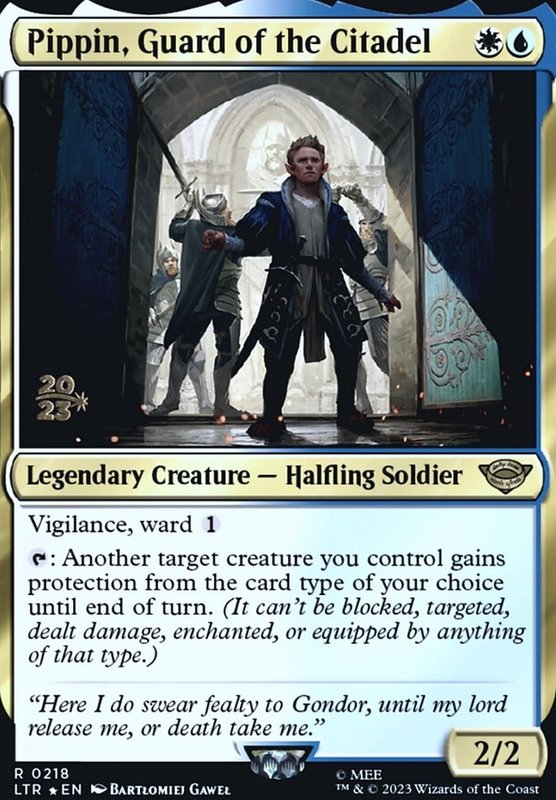 Pippin, Guard of the Citadel
20
23
Legendary Creature — Halfling Soldier
Vigilance, ward 1
: Another target creature you control gains
protection from the card type of your choice
until end of turn. (It can't be blocked, targeted,
dealt damage, enchanted, or equipped by anything
of that type.)
"Here I do swear fealty to Gondor, until my lord
release me, or death take me."
2/2
R 0218
LTR ★ EN Bartłomiej Gaweł
© MEE
™ & © 2023 Wizards of the Coast